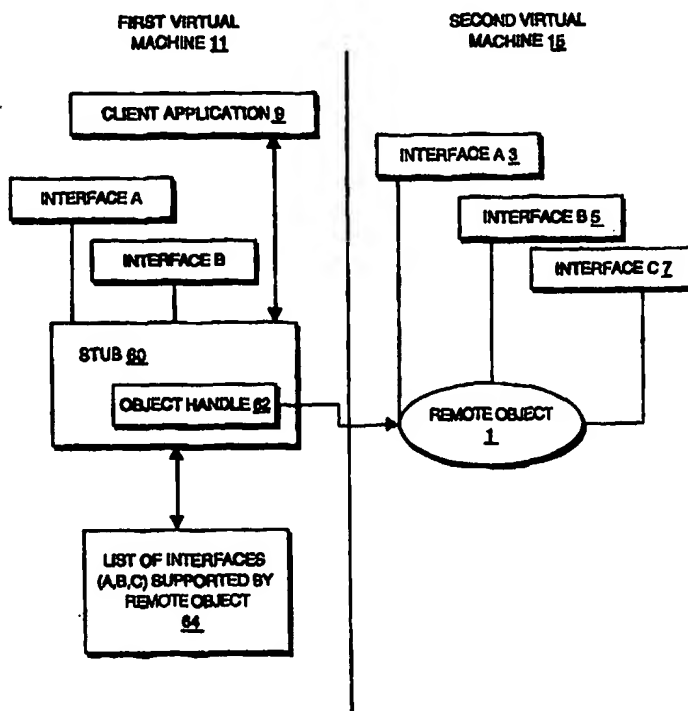 FIRST VIRTUAL
MACHINE 11
SECOND VIRTUAL
MACHINE 15
CLIENT APPLICATION 9
INTERFACE A 3
INTERFACE A
INTERFACE B 5
INTERFACE B
INTERFACE C 7
STUB 60
OBJECT HANDLE 62
REMOTE OBJECT
1
LIST OF INTERFACES
(A,B,C) SUPPORTED BY
REMOTE OBJECT
64